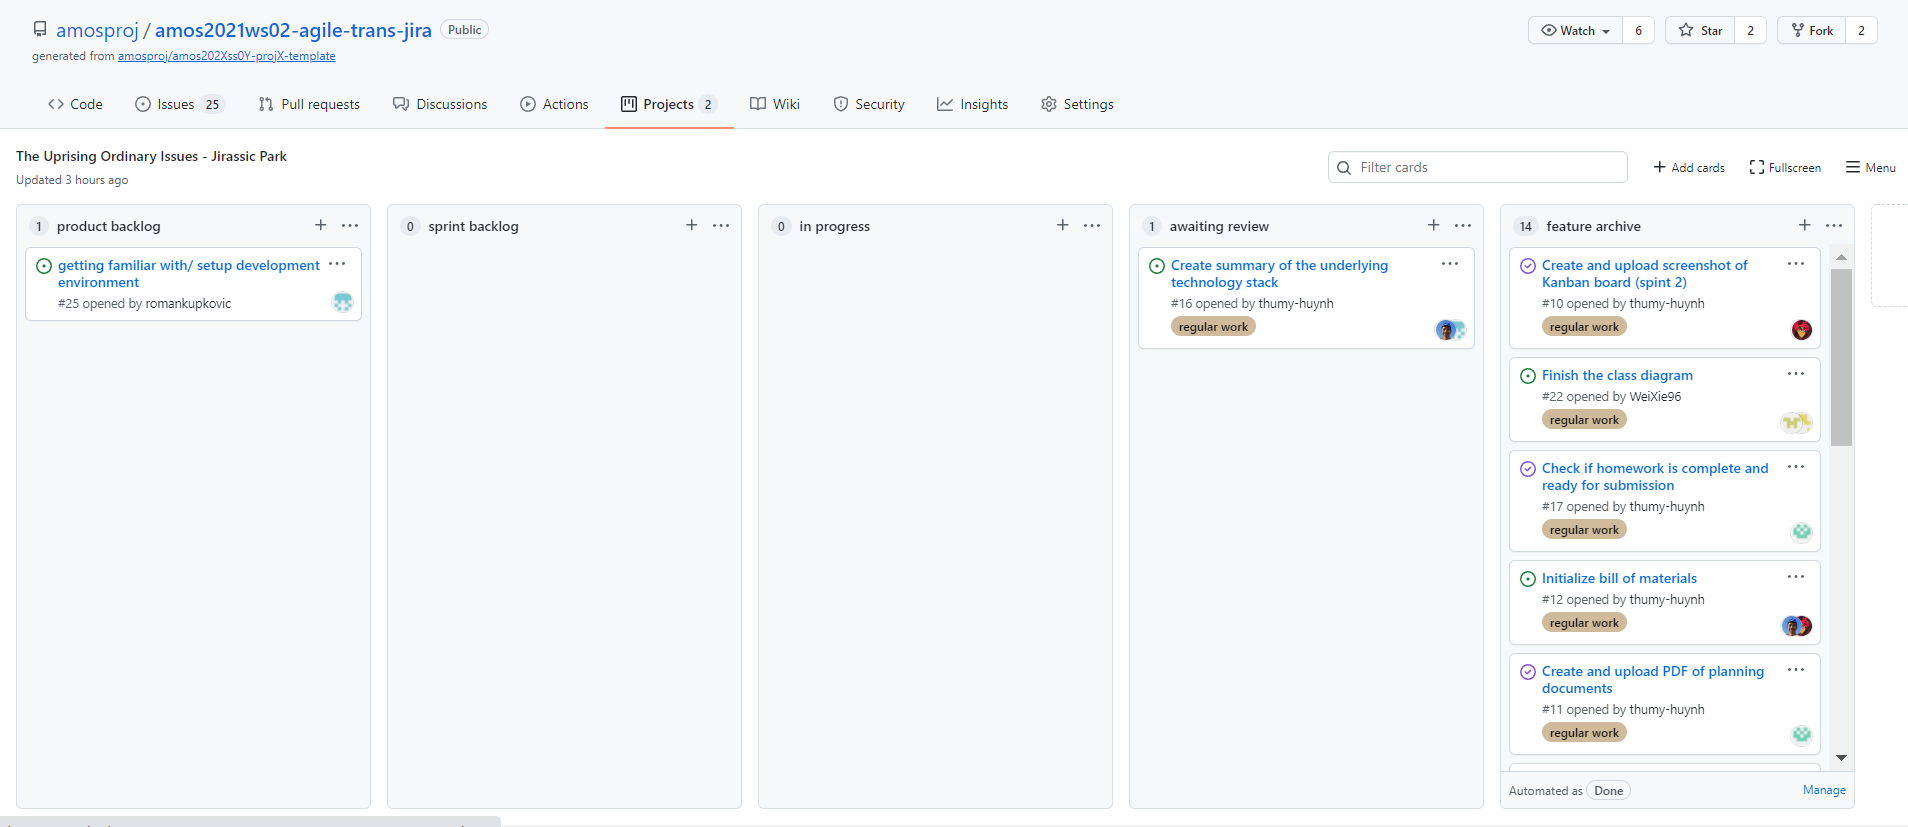 amosproj / amos2021ws02-agile-trans-jira Public
generated from amosproj/amos202Xss0Y-projX-template
Watch 6 Star 2 Fork 2
Code Issues 25 Pull requests Discussions Actions Projects 2 Wiki Security Insights Settings
The Uprising Ordinary Issues - Jirassic Park
Updated 3 hours ago
Filter cards
Add cards Fullscreen Menu
1 product backlog
getting familiar with/ setup development
environment
#25 opened by romankupkovic
0 sprint backlog
0 in progress
1 awaiting review
Create summary of the underlying
technology stack
#16 opened by thumy-huynh
regular work
14 feature archive
Create and upload screenshot of
Kanban board (spint 2)
#10 opened by thumy-huynh
regular work
Finish the class diagram
#22 opened by WeiXie96
regular work
Check if homework is complete and
ready for submission
#17 opened by thumy-huynh
regular work
Initialize bill of materials
#12 opened by thumy-huynh
regular work
Create and upload PDF of planning
documents
#11 opened by thumy-huynh
regular work
Automated as Done Manage